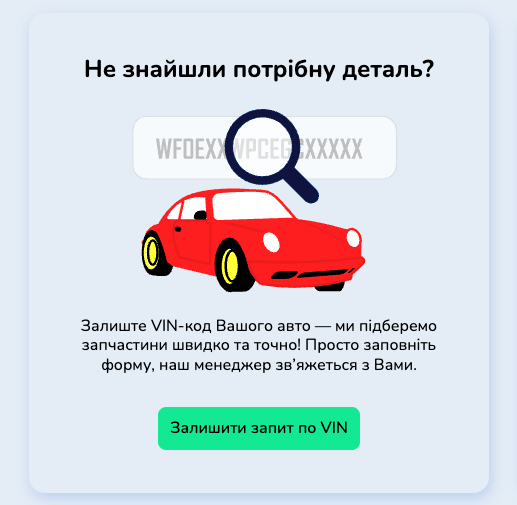 Не знайшли потрібну деталь?
WF0EXXWPCEGCXXXXX
Залиште VIN-код Вашого авто — ми підберемо
запчастини швидко та точно! Просто заповніть
форму, наш менеджер зв’яжеться з Вами.
Залишити запит по VIN